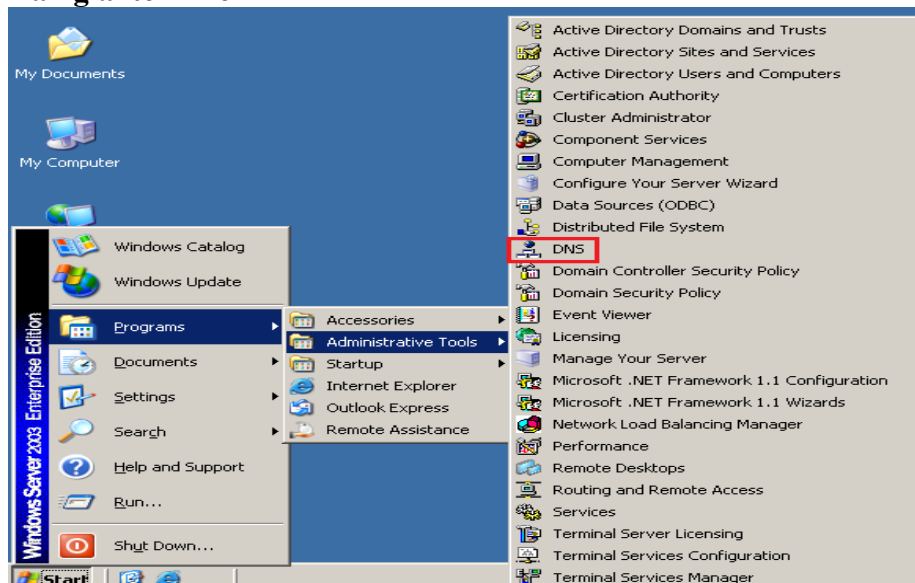 My Documents
My Computer
Windows Catalog
Windows Update
Programs
Documents
Settings
Search
Help and Support
Run...
Shut Down...
Windows Server 2003 Enterprise Edition
Start
Accessories
Administrative Tools
Startup
Internet Explorer
Outlook Express
Remote Assistance
Active Directory Domains and Trusts
Active Directory Sites and Services
Active Directory Users and Computers
Certification Authority
Cluster Administrator
Component Services
Computer Management
Configure Your Server Wizard
Data Sources (ODBC)
Distributed File System
DNS
Domain Controller Security Policy
Domain Security Policy
Event Viewer
Licensing
Manage Your Server
Microsoft .NET Framework 1.1 Configuration
Microsoft .NET Framework 1.1 Wizards
Network Load Balancing Manager
Performance
Remote Desktops
Routing and Remote Access
Services
Terminal Server Licensing
Terminal Services Configuration
Terminal Services Manager